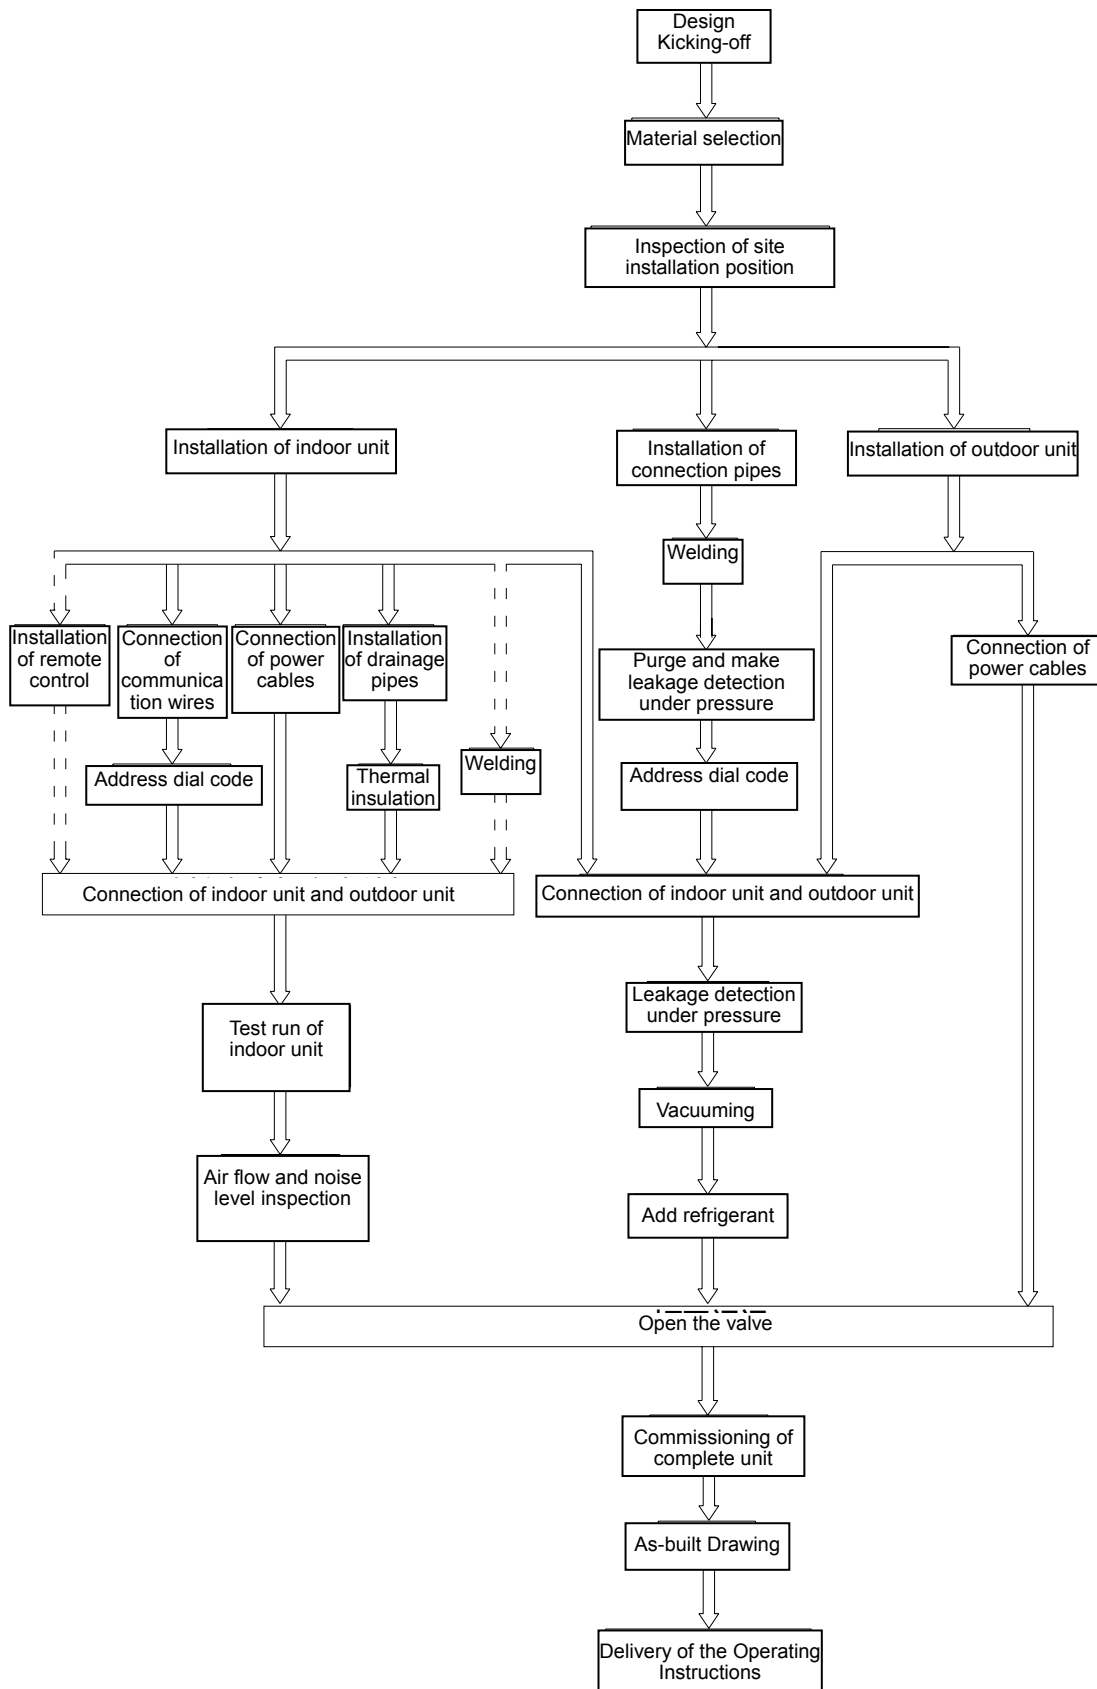 Design
Kicking-off
Material selection
Inspection of site
installation position
Installation of indoor unit
Installation of
connection pipes
Installation of outdoor unit
Welding
Installation
of remote
control
Connection
of
communica
tion wires
Connection
of power
cables
Installation
of drainage
pipes
Purge and make
leakage detection
under pressure
Connection of
power cables
Address dial code
Thermal
insulation
Welding
Address dial code
Connection of indoor unit and outdoor unit
Connection of indoor unit and outdoor unit
Leakage detection
under pressure
Test run of
indoor unit
Vacuuming
Air flow and noise
level inspection
Add refrigerant
Open the valve
Commissioning of
complete unit
As-built Drawing
Delivery of the Operating
Instructions